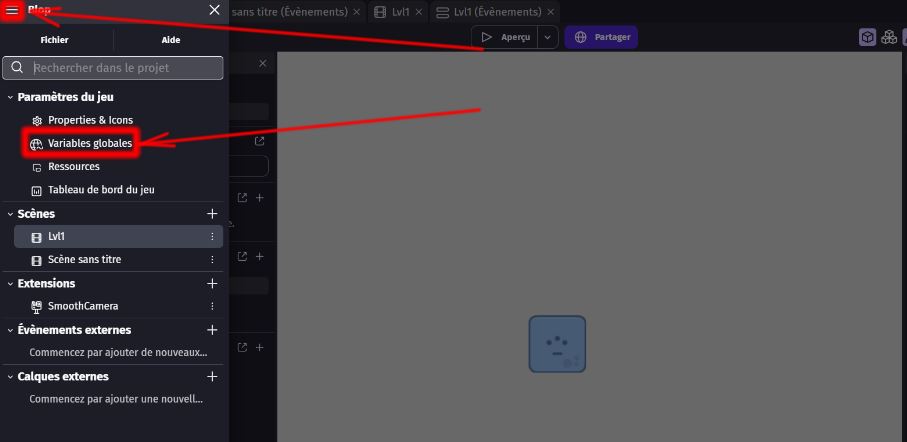 Blop
sans titre (Évènements)
Lvl1
Lvl1 (Évènements)
Fichier
Aide
Aperçu
Partager
Rechercher dans le projet
Paramètres du jeu
Properties & Icons
Variables globales
Ressources
Tableau de bord du jeu
Scènes
Lvl1
Scène sans titre
Extensions
SmoothCamera
Évènements externes
Commencez par ajouter de nouveaux...
Calques externes
Commencez par ajouter une nouvell...